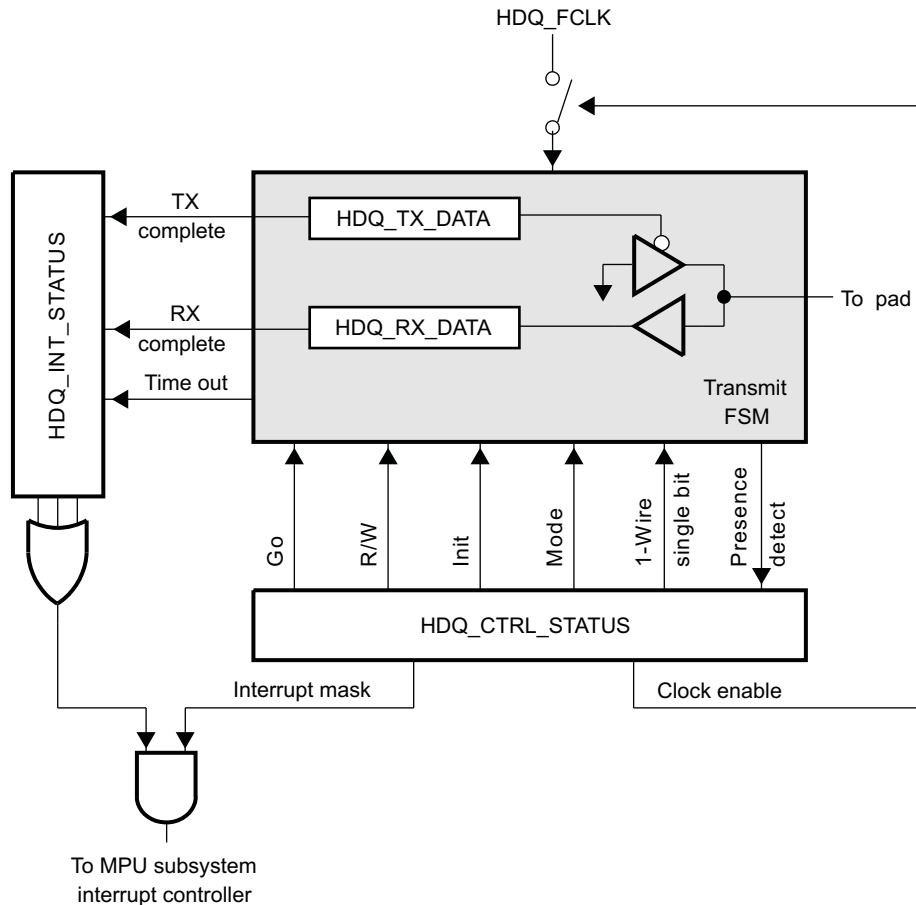 HDQ_FCLK
TX
complete
HDQ_TX_DATA
HDQ_INT_STATUS
To pad
RX
complete
HDQ_RX_DATA
Time out
Transmit
FSM
Go
R/W
Init
Mode
1-Wire
single bit
Presence
detect
HDQ_CTRL_STATUS
Interrupt mask
Clock enable
To MPU subsystem
interrupt controller